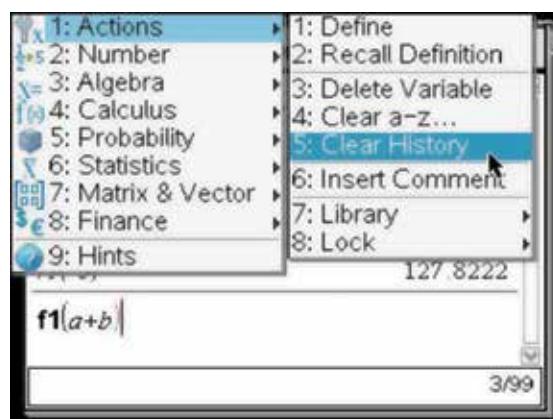 1: Actions
2: Number
3: Algebra
4: Calculus
5: Probability
6: Statistics
7: Matrix & Vector
8: Finance
9: Hints
1: Define
2: Recall Definition
3: Delete Variable
4: Clear a-z...
5: Clear History
6: Insert Comment
7: Library
8: Lock
127.8222
f1(a+b)
3/99